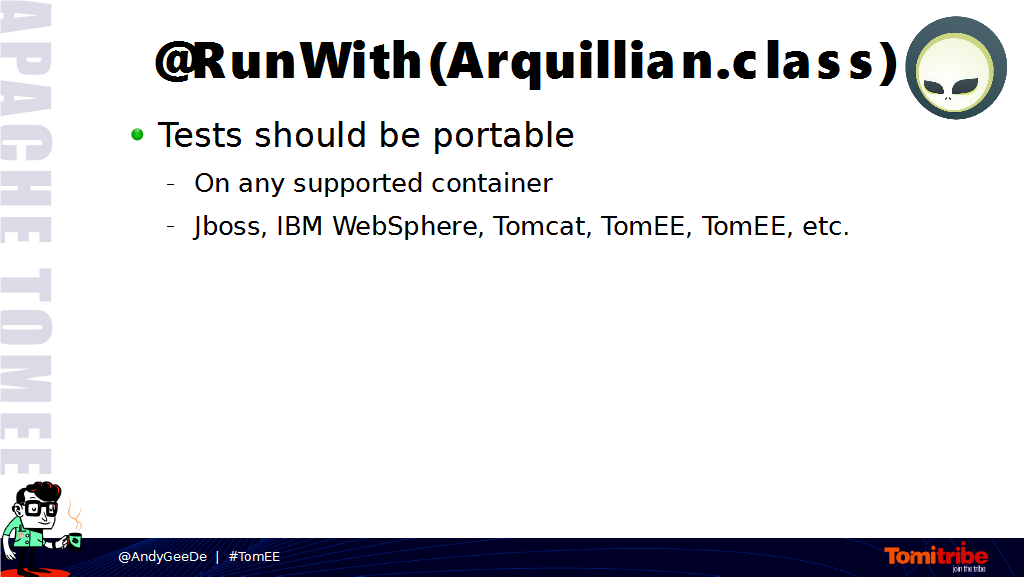 @RunWith(Arquillian.class)
Tests should be portable
- On any supported container
- Jboss, IBM WebSphere, Tomcat, TomEE, TomEE, etc.
APACHE TOMEE
@AndyGeeDe | #TomEE
Tomitribe
join the tribe